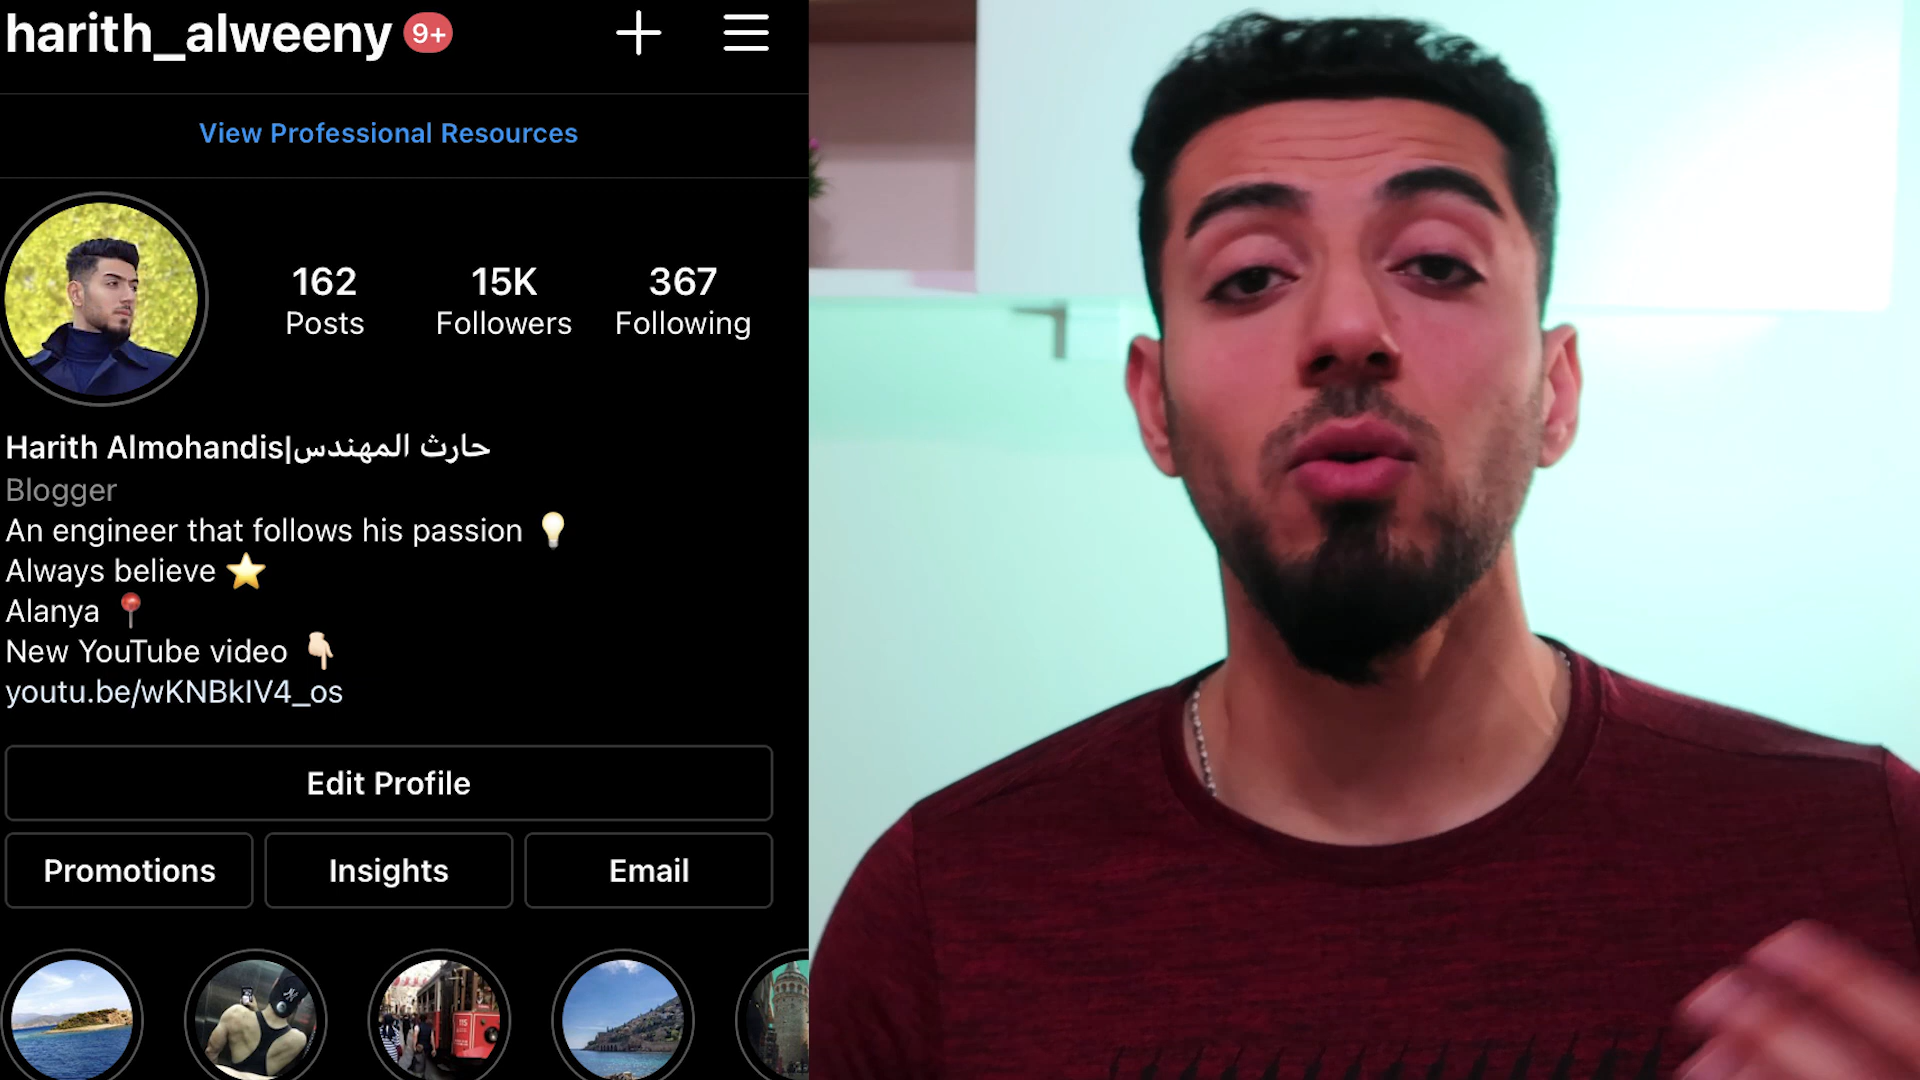 harith_alweeny 9+
View Professional Resources
162 15K 367
Posts Followers Following
Harith Almohandis|حارث المهندس
Blogger
An engineer that follows his passion 💡
Always believe ⭐
Alanya 📍
New YouTube video 👇🏻
youtu.be/wKNBkIV4_os
Edit Profile
Promotions Insights Email